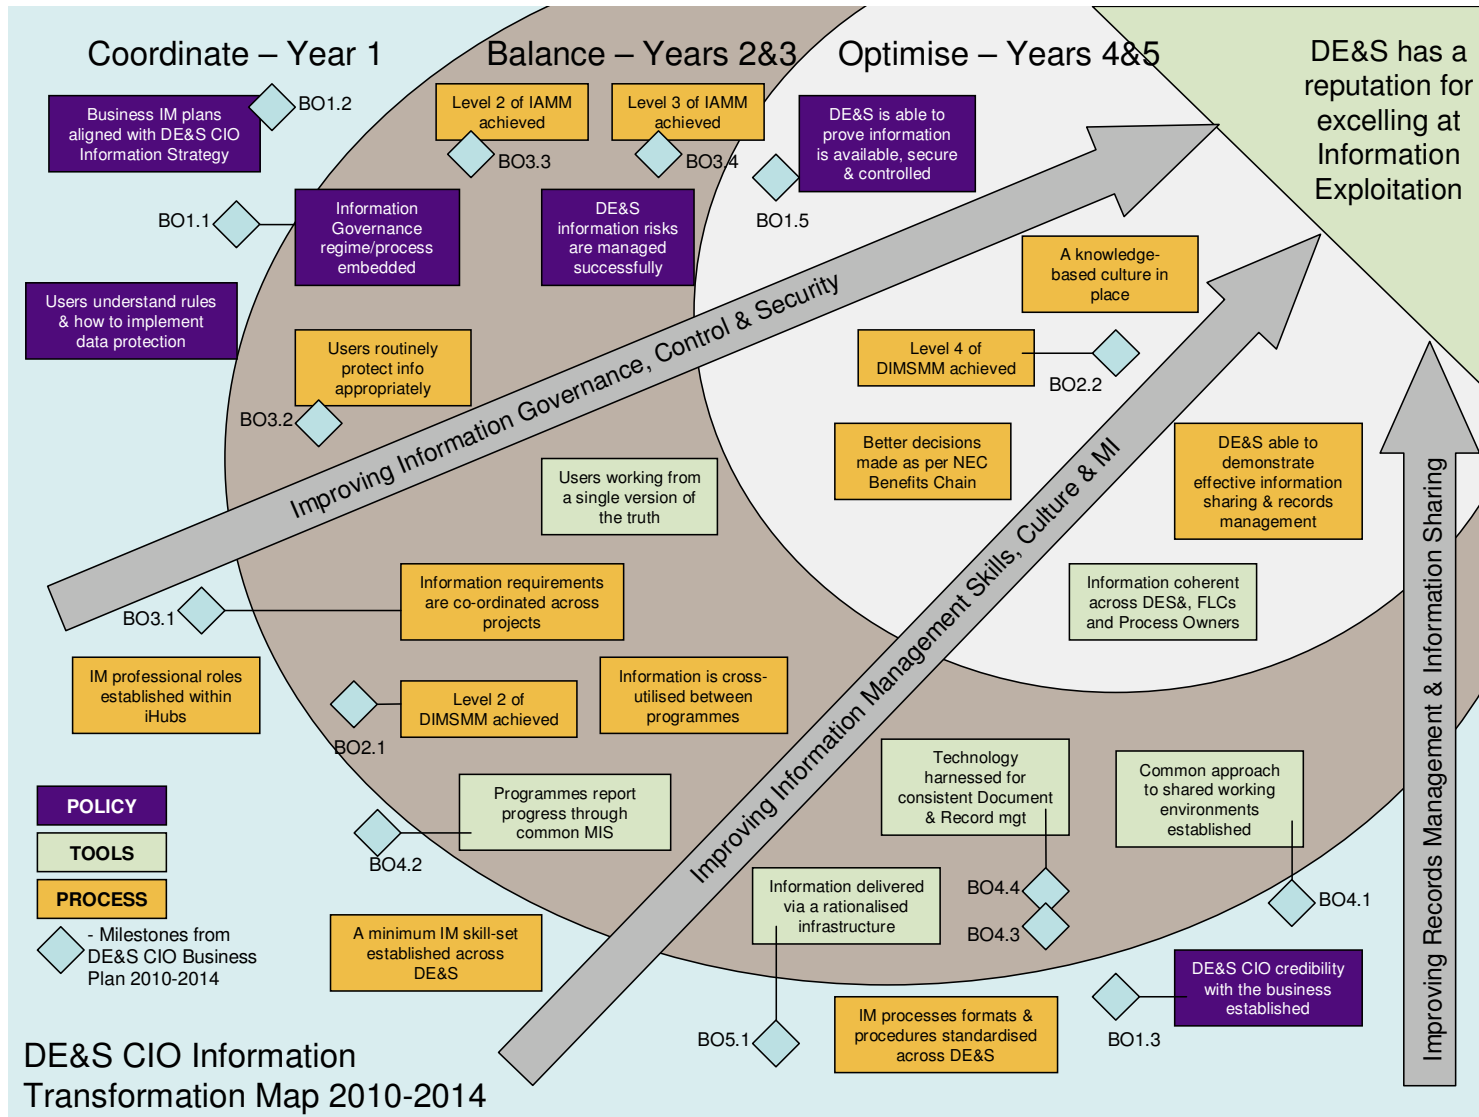 Coordinate – Year 1
Balance – Years 2&3
Optimise – Years 4&5
DE&S has a
reputation for
excelling at
Information
Exploitation
Business IM plans
aligned with DE&S CIO
Information Strategy
BO1.2
Level 2 of IAMM
achieved
BO3.3
Level 3 of IAMM
achieved
BO3.4
DE&S is able to
prove information
is available, secure
& controlled
BO1.5
BO1.1
Information
Governance
regime/process
embedded
DE&S
information risks
are managed
successfully
A knowledge-
based culture in
place
Users understand rules
& how to implement
data protection
Users routinely
protect info
appropriately
BO3.2
Level 4 of
DIMSMM achieved
BO2.2
Improving Information Governance, Control & Security
Better decisions
made as per NEC
Benefits Chain
DE&S able to
demonstrate
effective information
sharing & records
management
Users working from
a single version of
the truth
BO3.1
Information requirements
are co-ordinated across
projects
Information coherent
across DES&, FLCs
and Process Owners
IM professional roles
established within
iHubs
BO2.1
Level 2 of
DIMSMM achieved
Information is cross-
utilised between
programmes
Improving Information Management Skills, Culture & MI
Improving Records Management & Information Sharing
Technology
harnessed for
consistent Document
& Record mgt
Common approach
to shared working
environments
established
POLICY
TOOLS
PROCESS
- Milestones from
DE&S CIO Business
Plan 2010-2014
Programmes report
progress through
common MIS
BO4.2
Information delivered
via a rationalised
infrastructure
BO4.4
BO4.3
BO4.1
A minimum IM skill-set
established across
DE&S
DE&S CIO credibility
with the business
established
BO1.3
BO5.1
IM processes formats &
procedures standardised
across DE&S
DE&S CIO Information
Transformation Map 2010-2014